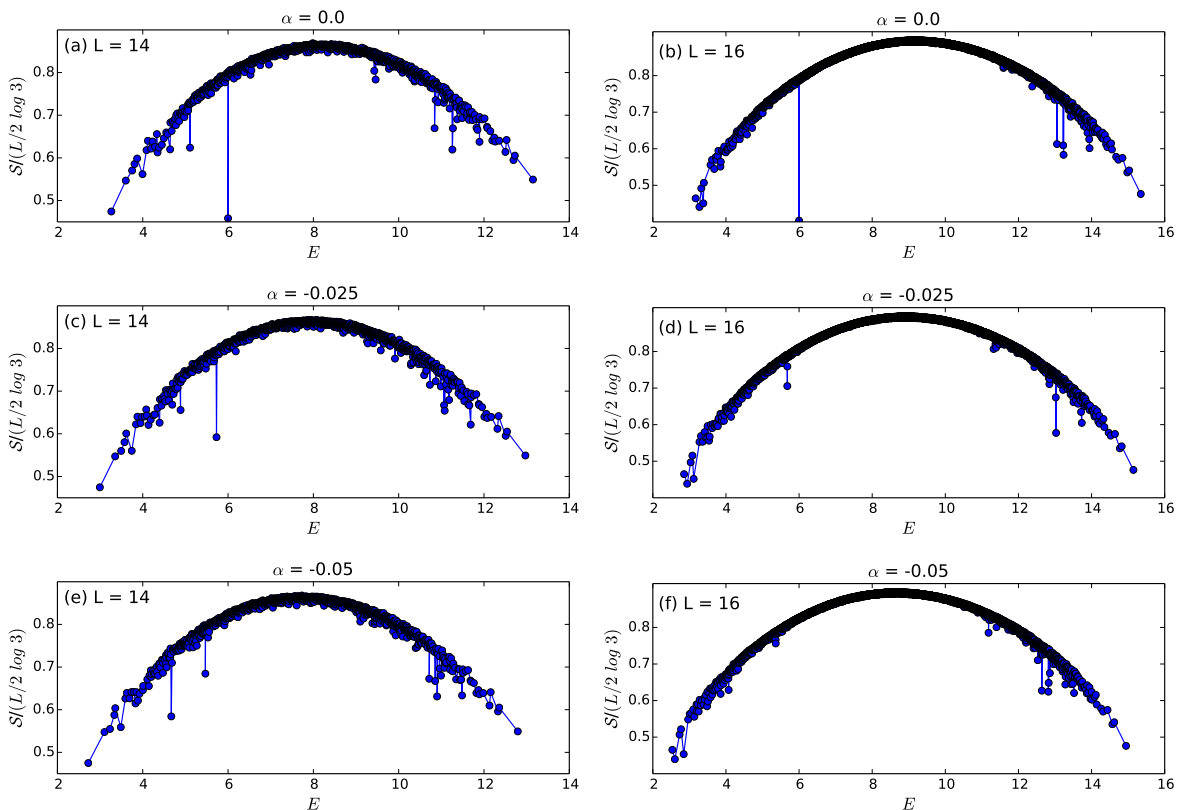 α = 0.0
(a) L = 14
0.8
0.7
0.6
0.5
S/(L/2 log 3)
2 4 6 8 10 12 14
E
α = 0.0
(b) L = 16
0.8
0.7
0.6
0.5
S/(L/2 log 3)
2 4 6 8 10 12 14 16
E
α = -0.025
(c) L = 14
0.8
0.7
0.6
0.5
S/(L/2 log 3)
2 4 6 8 10 12 14
E
α = -0.025
(d) L = 16
0.8
0.7
0.6
0.5
S/(L/2 log 3)
2 4 6 8 10 12 14 16
E
α = -0.05
(e) L = 14
0.8
0.7
0.6
0.5
S/(L/2 log 3)
2 4 6 8 10 12 14
E
α = -0.05
(f) L = 16
0.8
0.7
0.6
0.5
S/(L/2 log 3)
2 4 6 8 10 12 14 16
E